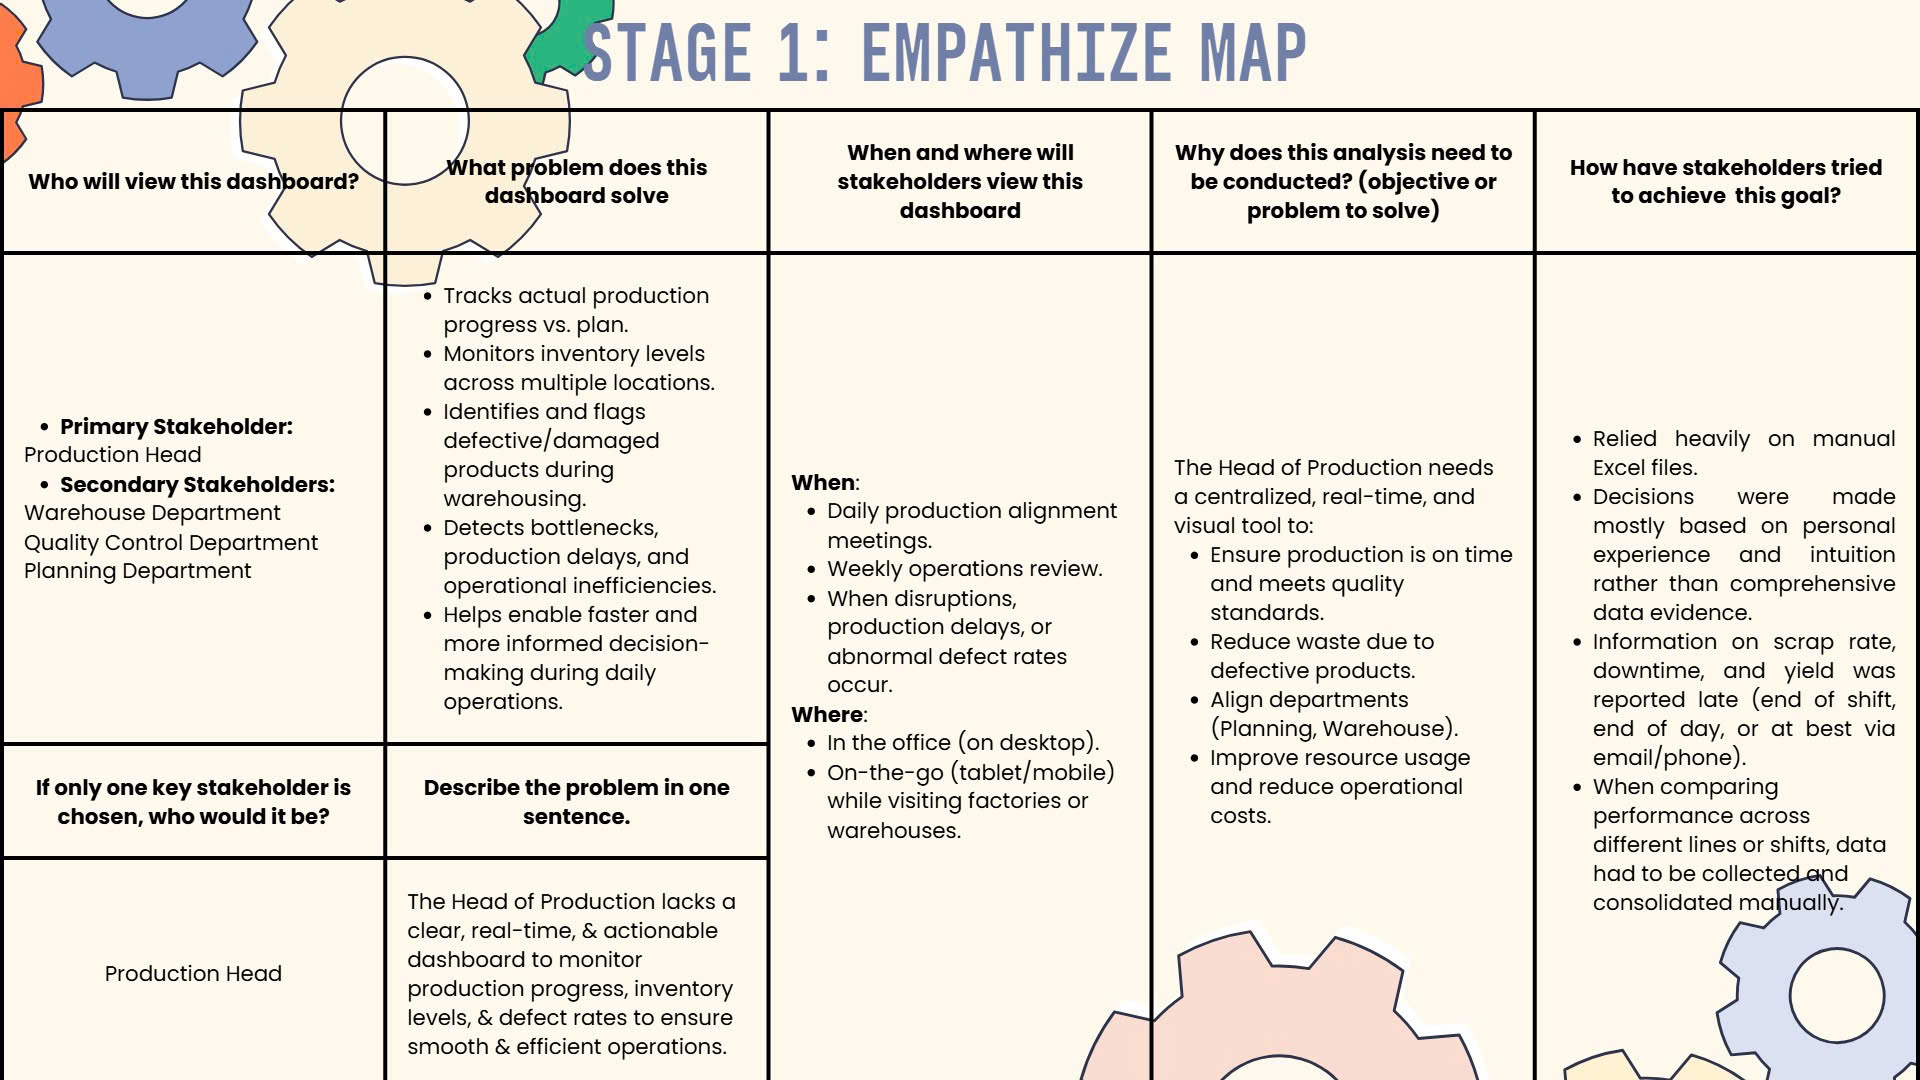 STAGE 1: EMPATHIZE MAP
Who will view this dashboard?
What problem does this
dashboard solve
When and where will
stakeholders view this
dashboard
Why does this analysis need to
be conducted? (objective or
problem to solve)
How have stakeholders tried
to achieve  this goal?
• Primary Stakeholder:
Production Head
• Secondary Stakeholders:
Warehouse Department
Quality Control Department
Planning Department
• Tracks actual production
progress vs. plan.
• Monitors inventory levels
across multiple locations.
• Identifies and flags
defective/damaged
products during
warehousing.
• Detects bottlenecks,
production delays, and
operational inefficiencies.
• Helps enable faster and
more informed decision-
making during daily
operations.
If only one key stakeholder is
chosen, who would it be?
Describe the problem in one
sentence.
Production Head
The Head of Production lacks a
clear, real-time, & actionable
dashboard to monitor
production progress, inventory
levels, & defect rates to ensure
smooth & efficient operations.
When:
• Daily production alignment
meetings.
• Weekly operations review.
• When disruptions,
production delays, or
abnormal defect rates
occur.
Where:
• In the office (on desktop).
• On-the-go (tablet/mobile)
while visiting factories or
warehouses.
The Head of Production needs
a centralized, real-time, and
visual tool to:
• Ensure production is on time
and meets quality
standards.
• Reduce waste due to
defective products.
• Align departments
(Planning, Warehouse).
• Improve resource usage
and reduce operational
costs.
• Relied heavily on manual
Excel files.
• Decisions were made
mostly based on personal
experience and intuition
rather than comprehensive
data evidence.
• Information on scrap rate,
downtime, and yield was
reported late (end of shift,
end of day, or at best via
email/phone).
• When comparing
performance across
different lines or shifts, data
had to be collected and
consolidated manually.